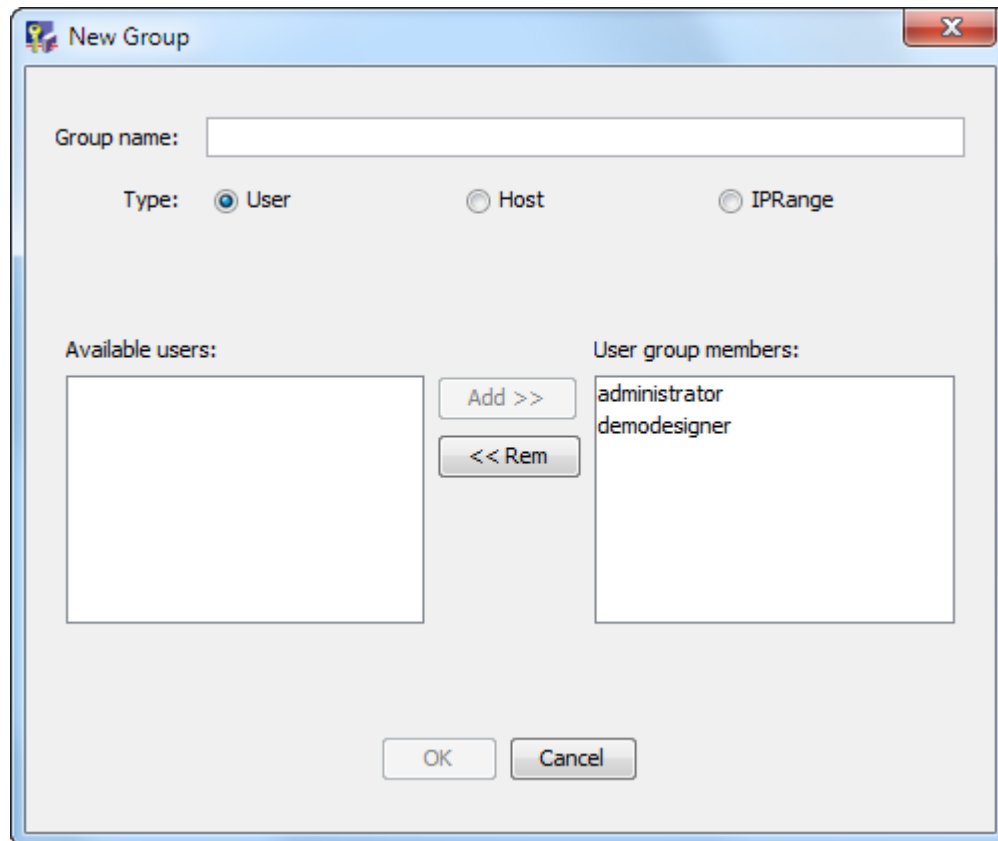 New Group
Group name:
Type: User Host IPRange
Available users: User group members:
Add >> administrator
demodesigner
<< Rem
OK Cancel